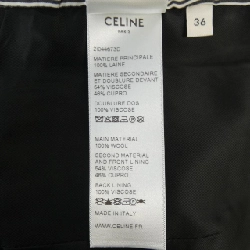 CELINE
PARIS
36
MATIÈRE PRINCIPALE
100% LAINE
MATIÈRE SECONDAIRE
ET DOUBLURE DEVANT
54% VISCOSE
46% CUPRO
DOUBLURE DOS
100% VISCOSE
MAIN MATERIAL
100% WOOL
SECOND MATERIAL
AND FRONT LINING
54% VISCOSE
46% CUPRO
BACK LINING
100% VISCOSE
MADE IN ITALY
WWW.CELINE.FR